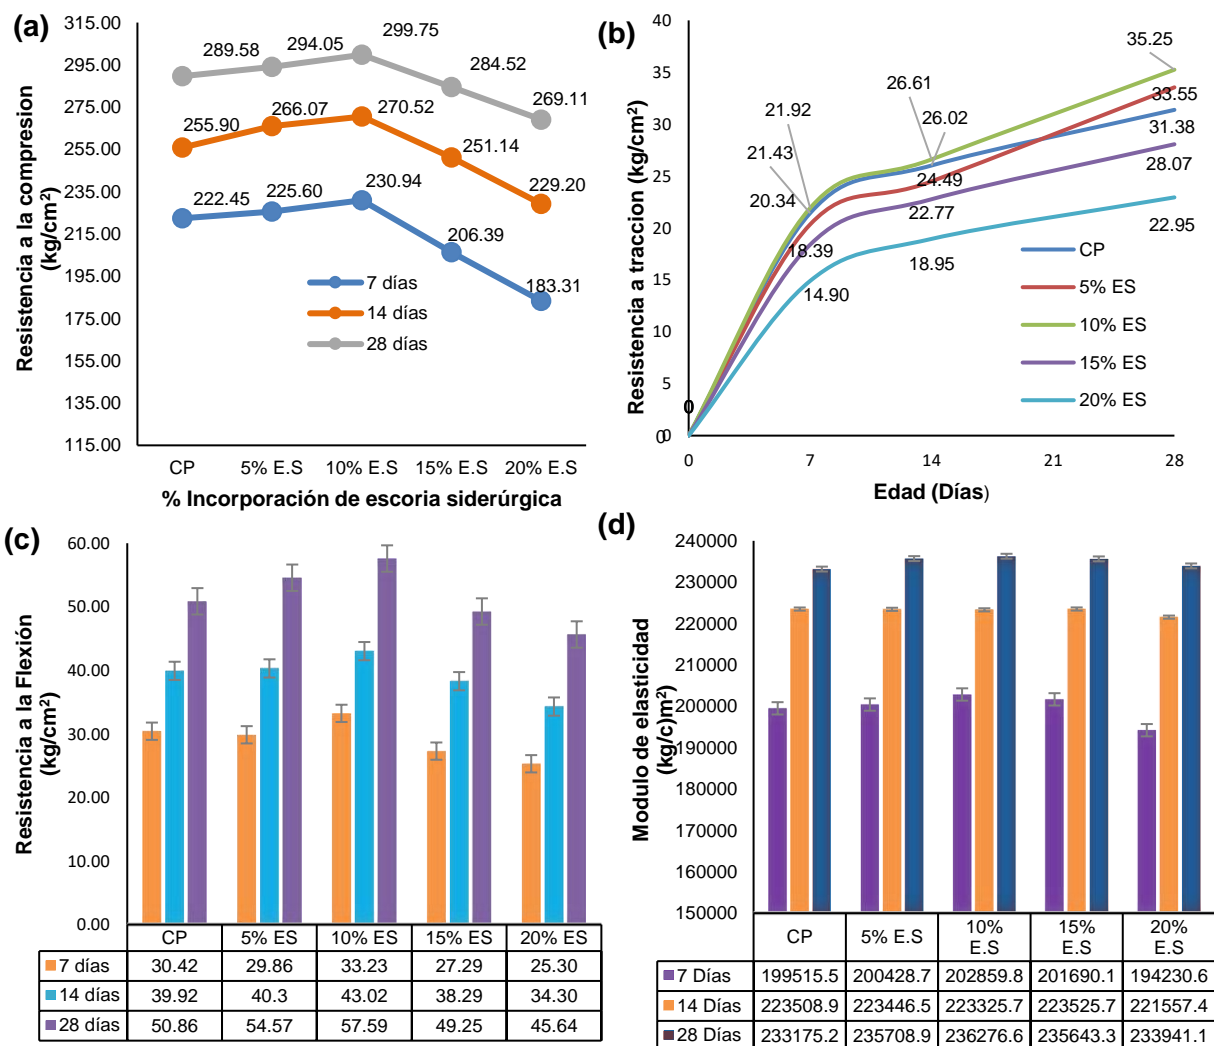 (a)
Resistencia a la compresion
(kg/cm²)
315.00
295.00
275.00
255.00
235.00
215.00
195.00
175.00
155.00
135.00
115.00
289.58
294.05
299.75
284.52
269.11
255.90
266.07
270.52
251.14
229.20
222.45
225.60
230.94
206.39
183.31
7 días
14 días
28 días
CP 5% E.S 10% E.S 15% E.S 20% E.S
% Incorporación de escoria siderúrgica
(b)
Resistencia a traccion (kg/cm²)
40
35
30
25
20
15
10
5
0
0
0
35.25
33.55
31.38
28.07
22.95
26.61
26.02
24.49
22.77
18.95
21.92
21.43
20.34
18.39
14.90
CP
5% ES
10% ES
15% ES
20% ES
0 7 14 21 28
Edad (Días)
(c)
Resistencia a la Flexión
(kg/cm²)
60.00
50.00
40.00
30.00
20.00
10.00
0.00
CP 5% ES 10% ES 15% ES 20% ES
7 días 30.42 29.86 33.23 27.29 25.30
14 días 39.92 40.3 43.02 38.29 34.30
28 días 50.86 54.57 57.59 49.25 45.64
(d)
Modulo de elasticidad
(kg/c)m²)
240000
230000
220000
210000
200000
190000
180000
170000
160000
150000
CP 5% E.S 10% E.S 15% E.S 20% E.S
7 Días 199515.5 200428.7 202859.8 201690.1 194230.6
14 Días 223508.9 223446.5 223325.7 223525.7 221557.4
28 Días 233175.2 235708.9 236276.6 235643.3 233941.1